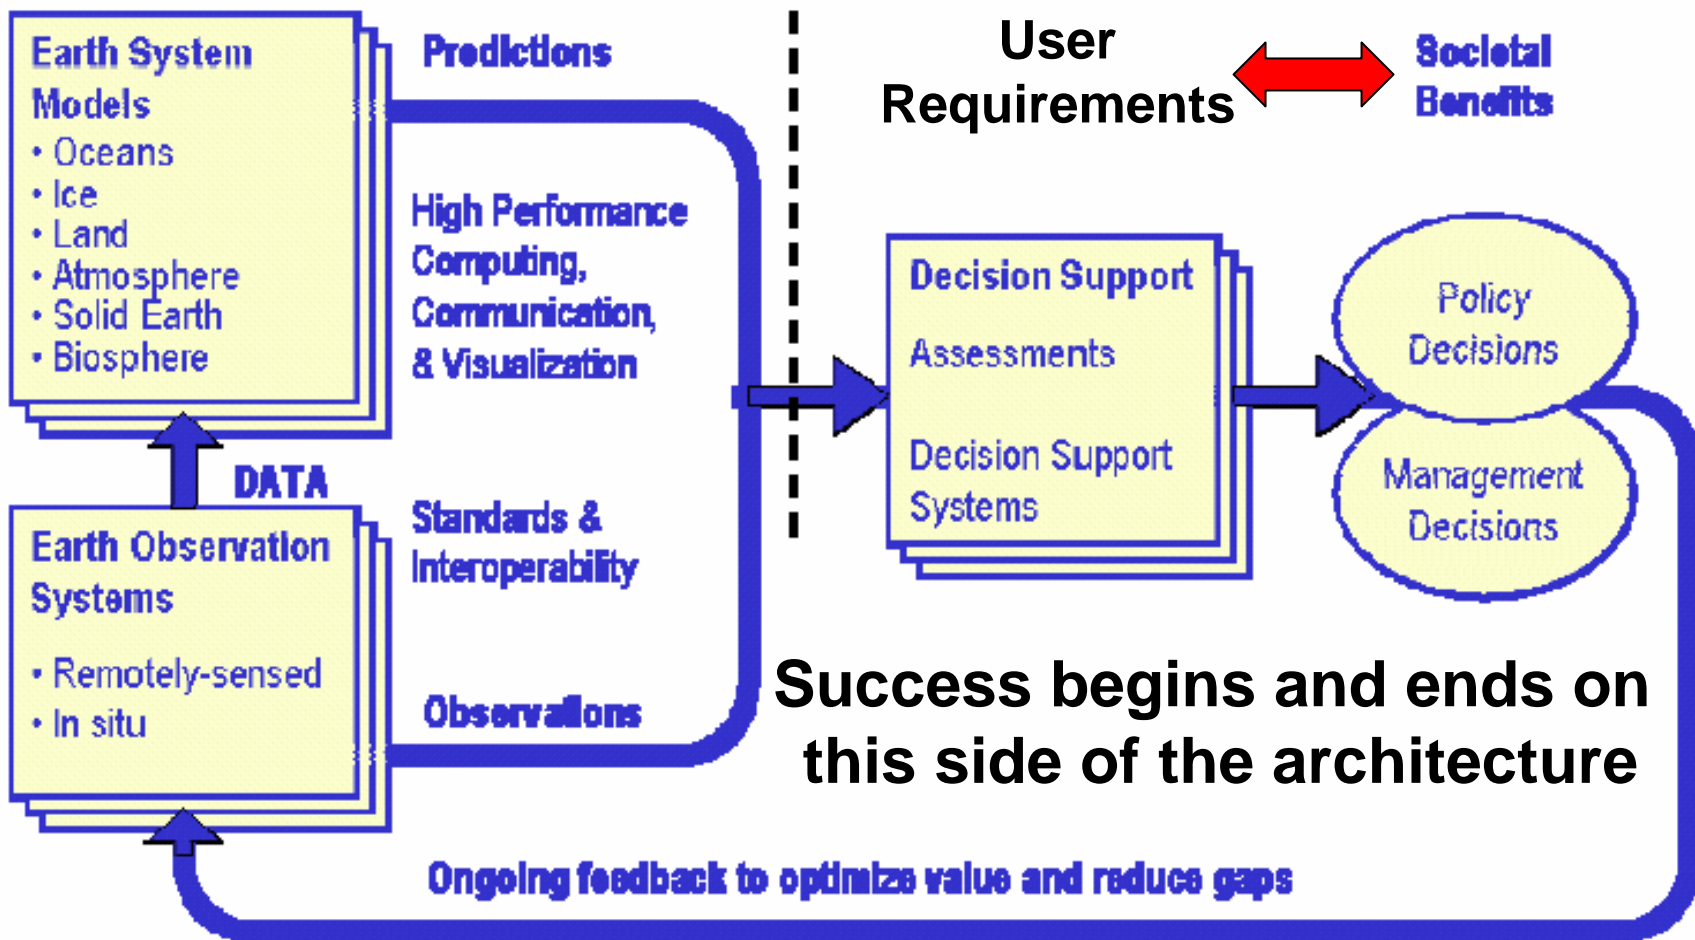 Earth System
Models
• Oceans
• Ice
• Land
• Atmosphere
• Solid Earth
• Biosphere
Predictions
High Performance
Computing,
Communication,
& Visualization
DATA
Standards &
Interoperability
Earth Observation
Systems
• Remotely-sensed
• In situ
Observations
User
Requirements
Societal
Benefits
Decision Support
Assessments
Decision Support
Systems
Policy
Decisions
Management
Decisions
Success begins and ends on
this side of the architecture
Ongoing feedback to optimize value and reduce gaps